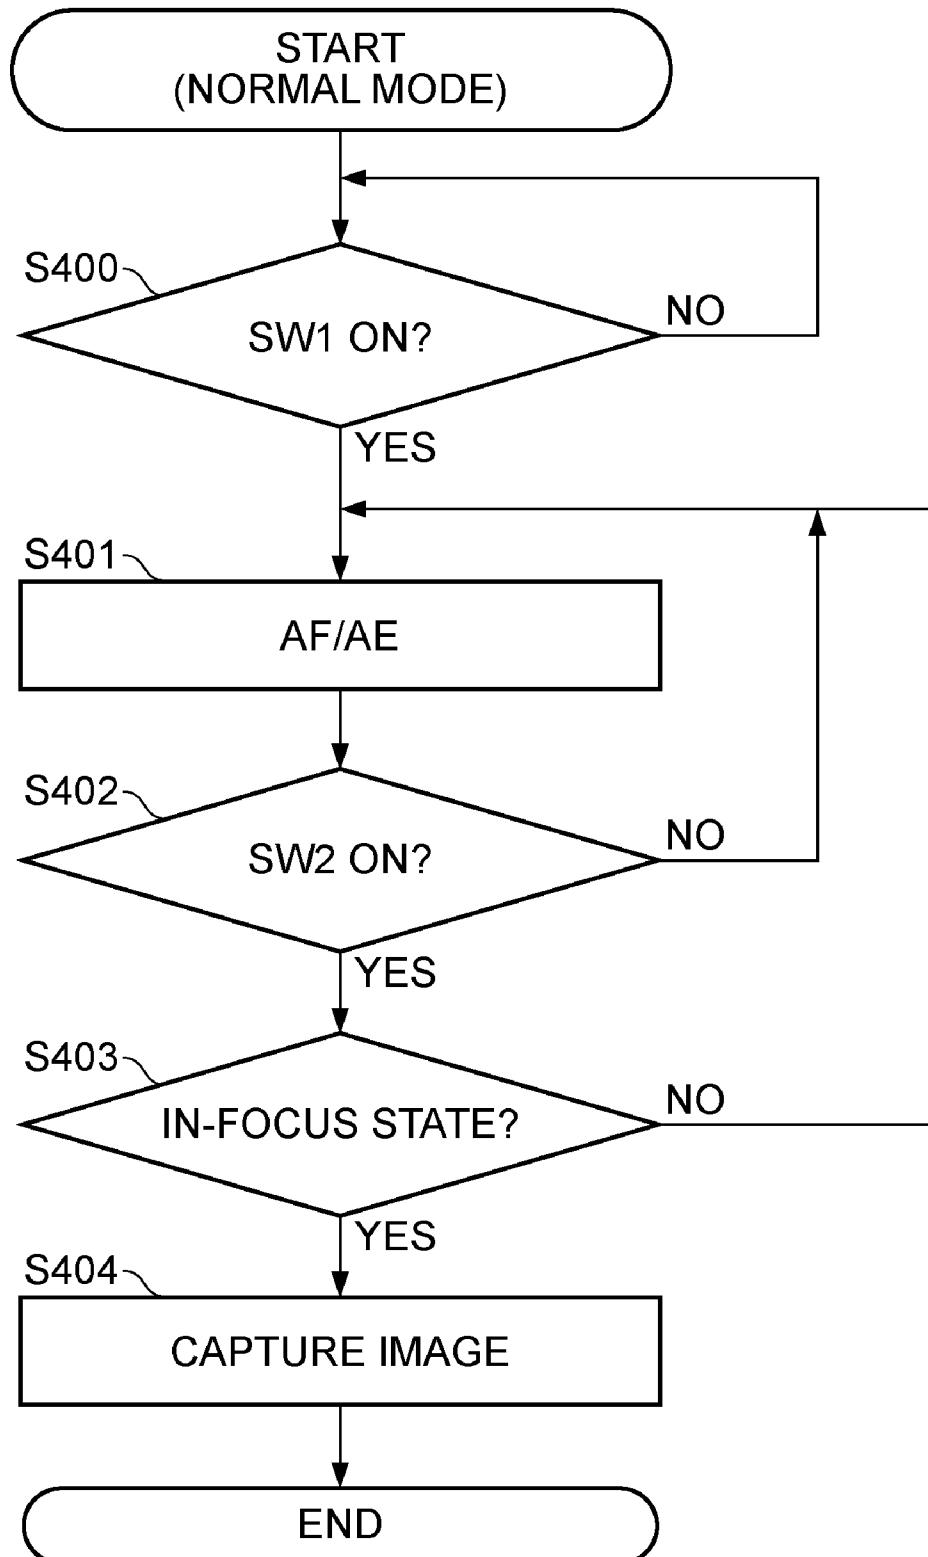 START
(NORMAL MODE)
S400
SW1 ON?
NO
YES
S401
AF/AE
S402
SW2 ON?
NO
YES
S403
IN-FOCUS STATE?
NO
YES
S404
CAPTURE IMAGE
END